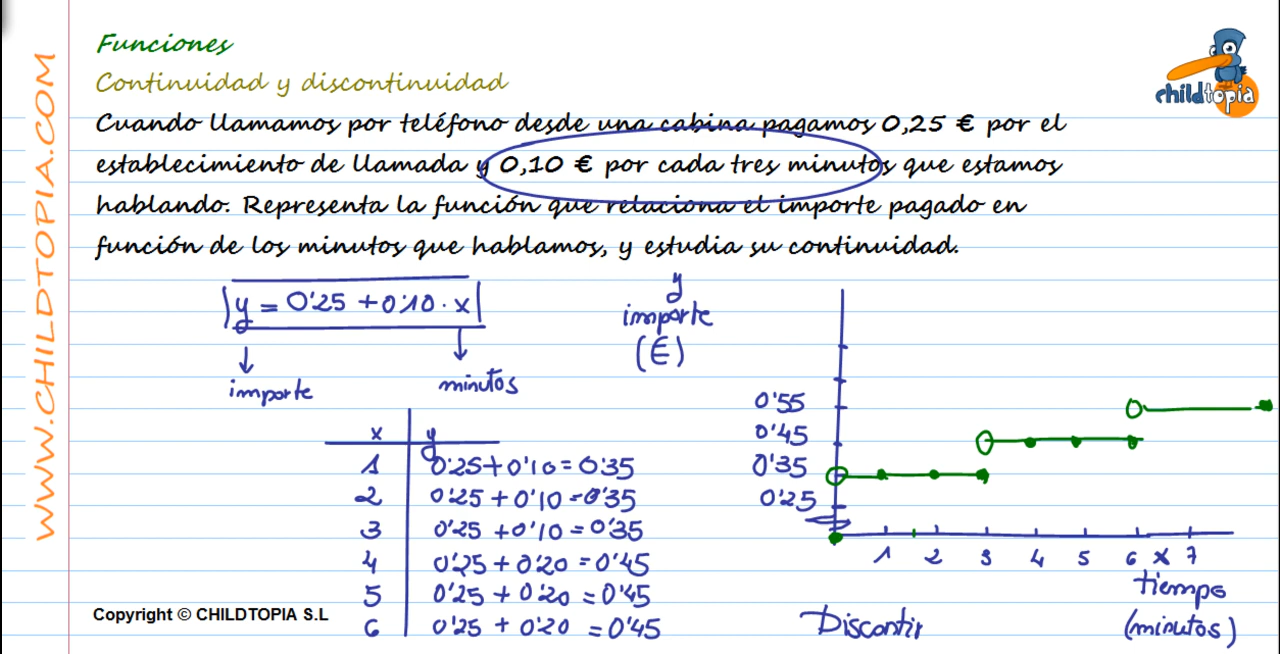 Funciones
Continuidad y discontinuidad
Cuando llamamos por teléfono desde una cabina pagamos 0,25 € por el
establecimiento de llamada y 0,10 € por cada tres minutos que estamos
hablando. Representa la función que relaciona el importe pagado en
función de los minutos que hablamos, y estudia su continuidad.
WWW.CHILDTOPIA.COM
childtopia
y = 0'25 + 0'10 · x
importe
minutos
x y
1 0'25+0'10=0'35
2 0'25+0'10=0'35
3 0'25+0'10=0'35
4 0'25+0'20=0'45
5 0'25+0'20=0'45
6 0'25+0'20=0'45
y
importe
(€)
0'55
0'45
0'35
0'25
1 2 3 4 5 6 x 7
tiempo
(minutos)
Discontir
Copyright © CHILDTOPIA S.L